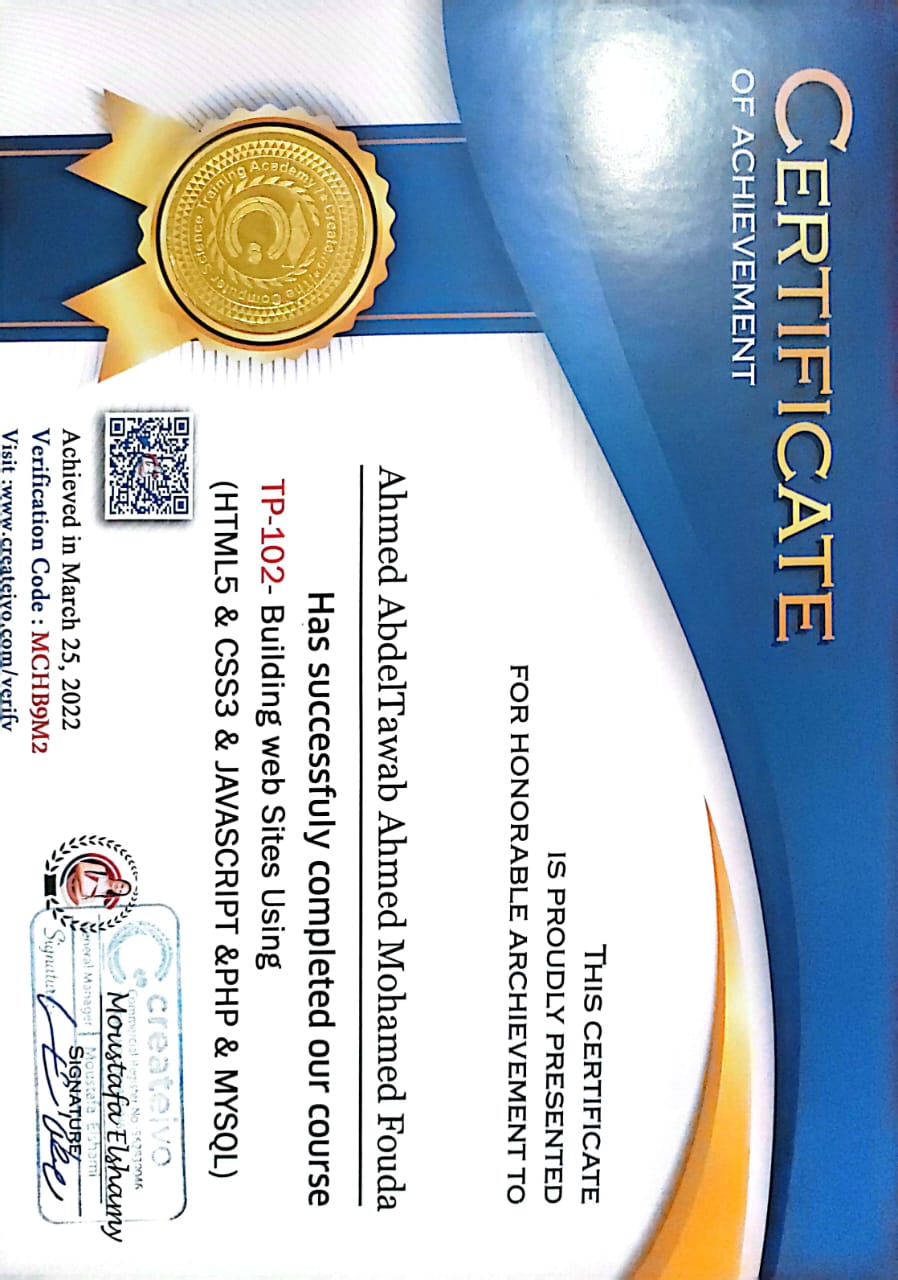 CERTIFICATE
OF ACHIEVEMENT
THIS CERTIFICATE
IS PROUDLY PRESENTED
FOR HONORABLE ARCHIEVEMENT TO
Ahmed AbdelTawab Ahmed Mohamed Fouda
Has successfuly completed our course
TP-102- Building web Sites Using
(HTML5 & CSS3 & JAVASCRIPT &PHP & MYSQL)
Achieved in March 25, 2022
Verification Code : MCHB9M2
Visit :www.createivo.com/verify
createivo
Commercial Register No
Moustafa Elshamy
General Manager Moustafa Elshami
SIGNATURE
Signature
Createivo
Computer Science Training Academy